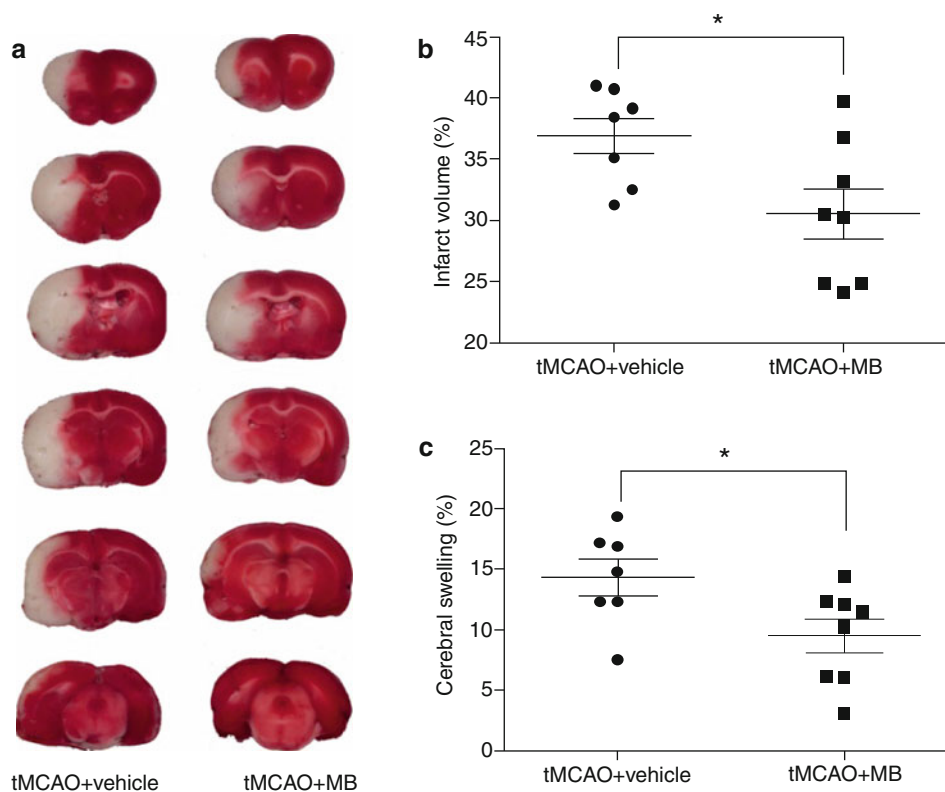 a
tMCAO+vehicle
tMCAO+MB
b
*
Infarct volume (%)
45
40
35
30
25
20
tMCAO+vehicle
tMCAO+MB
c
*
Cerebral swelling (%)
25
20
15
10
5
0
tMCAO+vehicle
tMCAO+MB